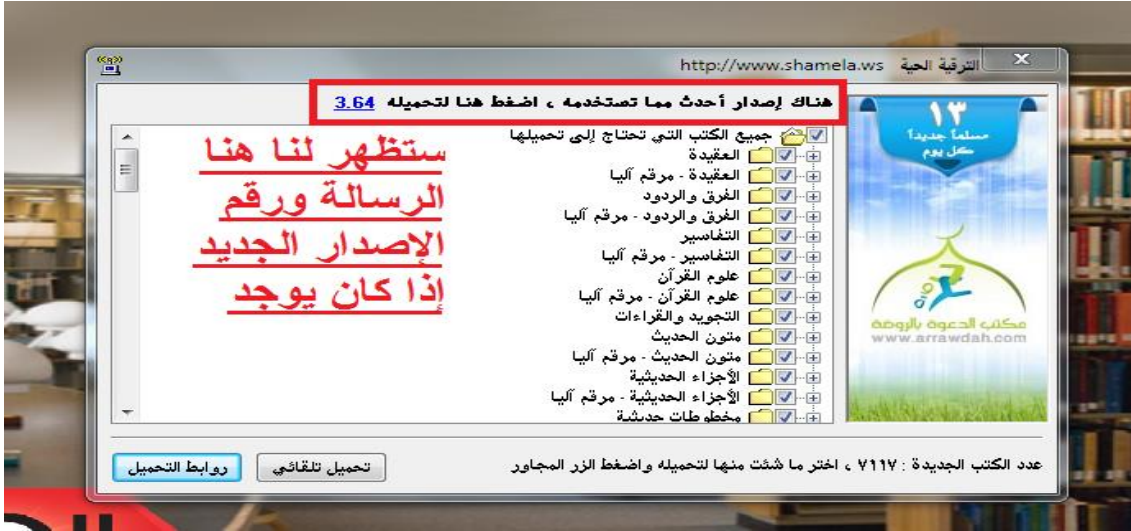 الترقية الحية http://www.shamela.ws
هناك إصدار أحدث مما تستخدمه ، اضغط هنا لتحميله 3.64
١٣
مسلماً جديداً
كل يوم
مكتب الدعوة بالروضة
www.arrawdah.com
جميع الكتب التي تحتاج إلى تحميلها
العقيدة
العقيدة - مرقم آليا
الفرق والردود
الفرق والردود - مرقم آليا
التفاسير
التفاسير - مرقم آليا
علوم القرآن
علوم القرآن - مرقم آليا
التجويد والقراءات
متون الحديث
متون الحديث - مرقم آليا
الأجزاء الحديثية
الأجزاء الحديثية - مرقم آليا
مخطوطات حديثية
ستظهر لنا هنا
الرسالة ورقم
الإصدار الجديد
إذا كان يوجد
عدد الكتب الجديدة : ٧١١٧ ، اختر ما شئت منها لتحميله واضغط الزر المجاور
تحميل تلقائي
روابط التحميل